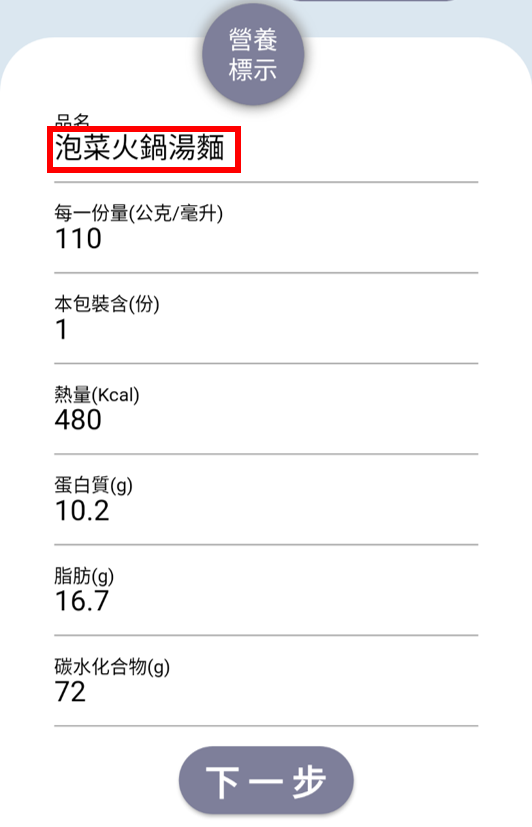 營養
標示
品名
泡菜火鍋湯麵
每一份量(公克/毫升)
110
本包裝含(份)
1
熱量(Kcal)
480
蛋白質(g)
10.2
脂肪(g)
16.7
碳水化合物(g)
72
下一步